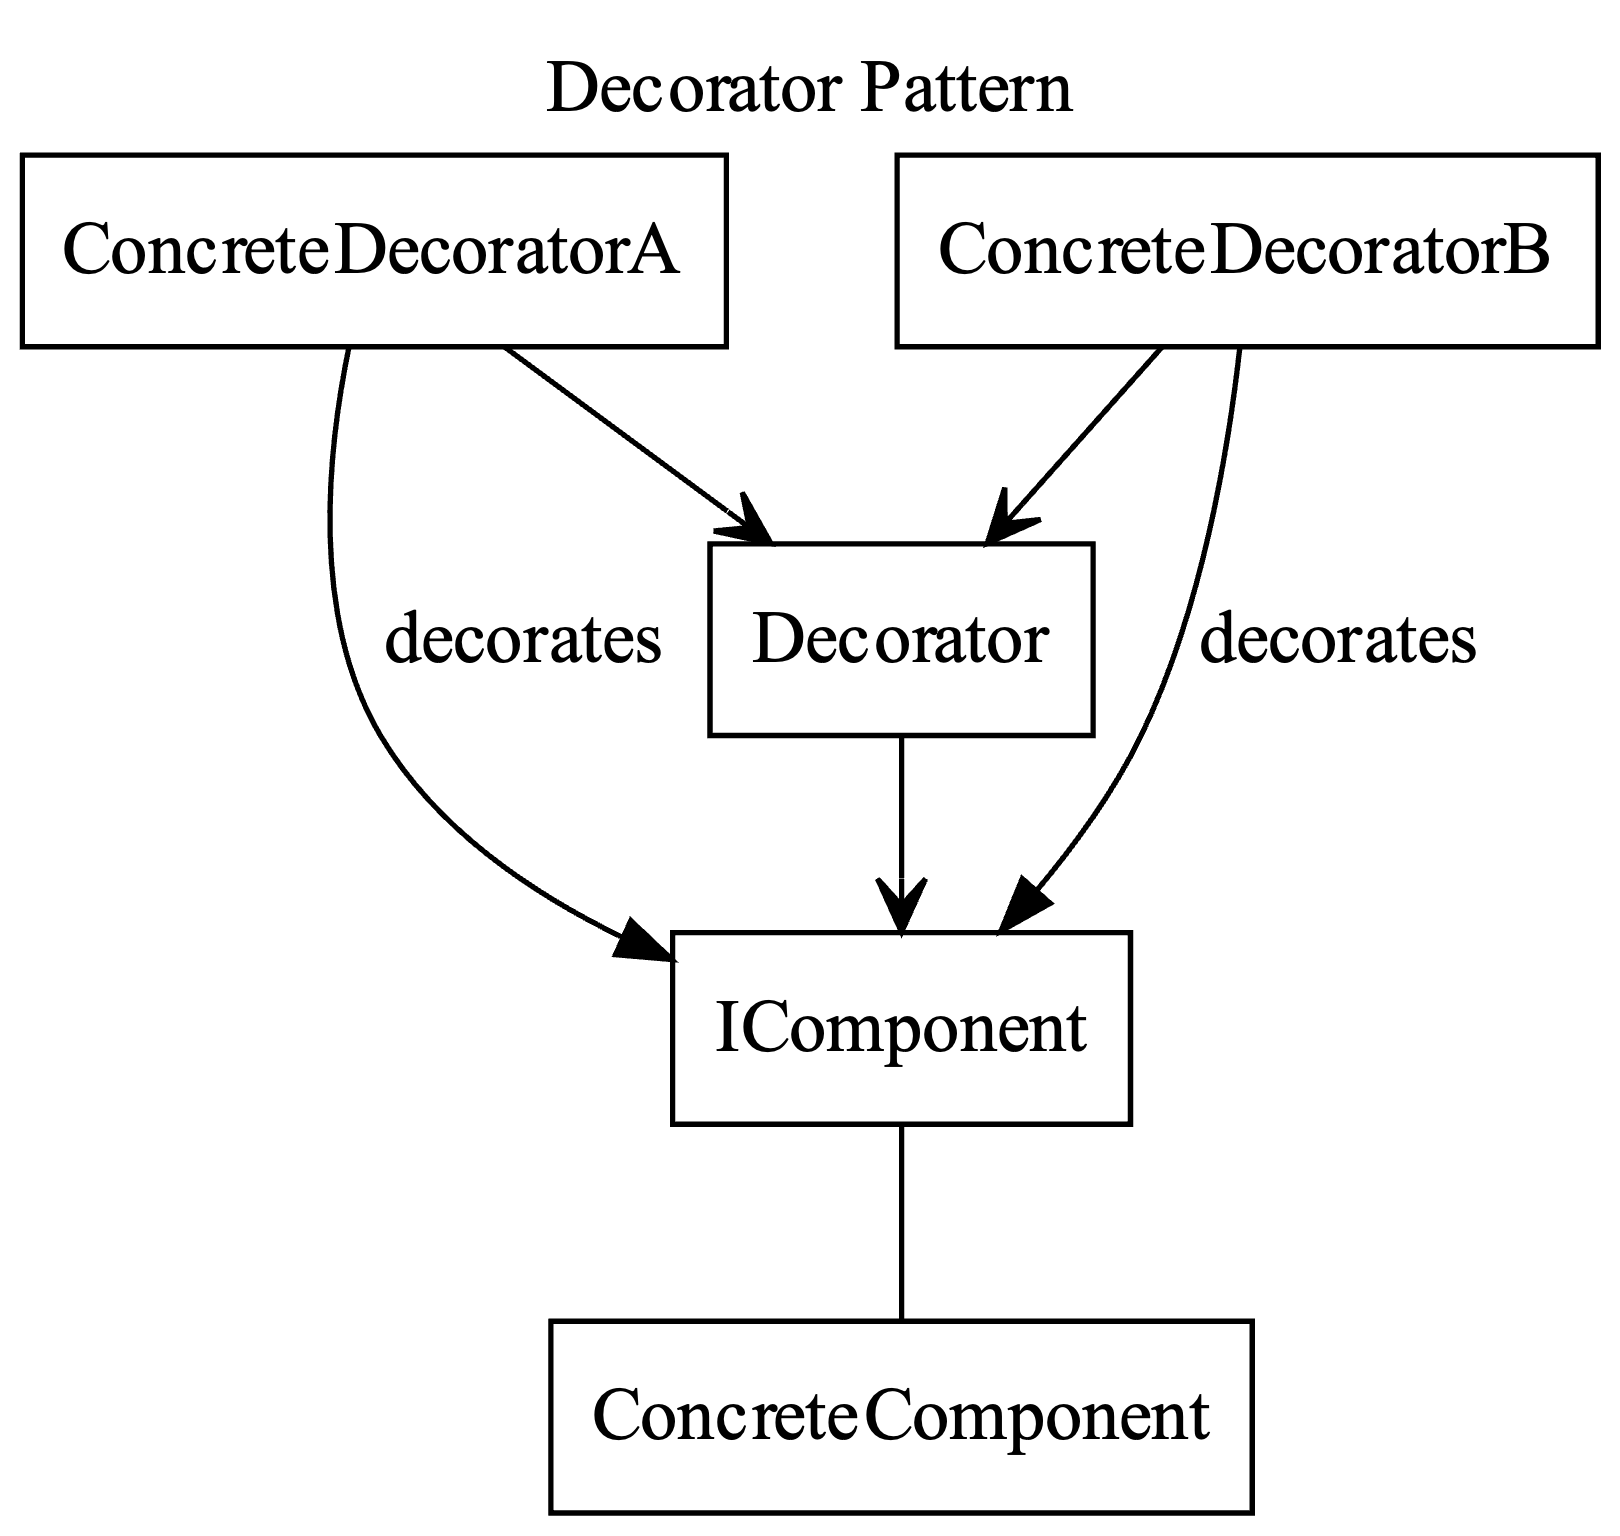 Decorator Pattern
ConcreteDecoratorA
ConcreteDecoratorB
decorates
Decorator
decorates
IComponent
ConcreteComponent